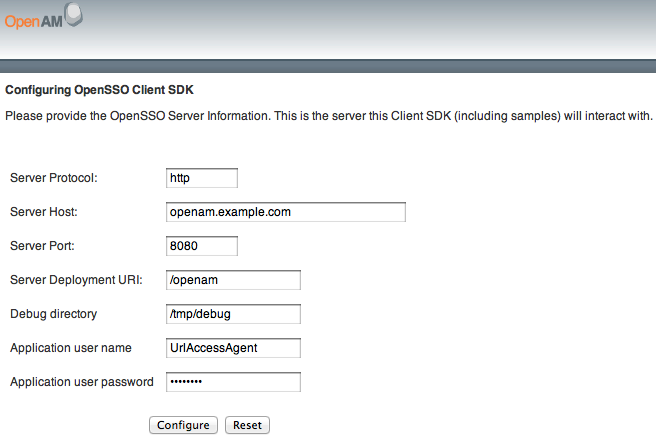 OpenAM
Configuring OpenSSO Client SDK
Please provide the OpenSSO Server Information. This is the server this Client SDK (including samples) will interact with.
Server Protocol: http
Server Host: openam.example.com
Server Port: 8080
Server Deployment URI: /openam
Debug directory /tmp/debug
Application user name UrlAccessAgent
Application user password ••••••••
Configure Reset